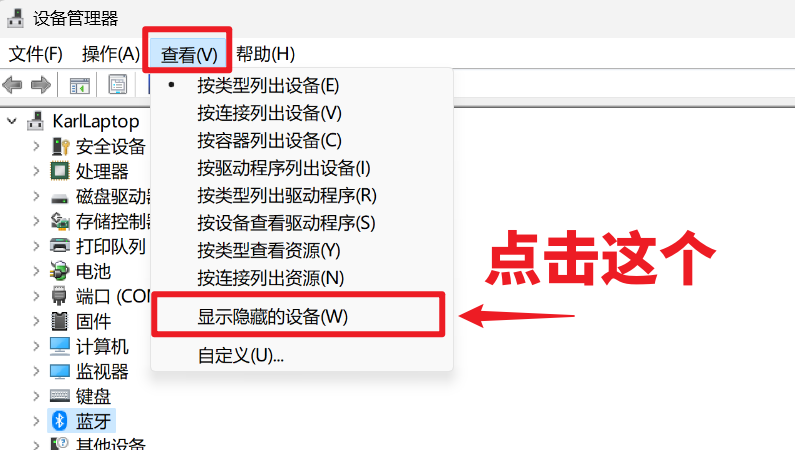 设备管理器
文件(F) 操作(A) 查看(V) 帮助(H)
按类型列出设备(E)
按连接列出设备(V)
按容器列出设备(C)
按驱动程序列出设备(I)
按类型列出驱动程序(R)
按设备查看驱动程序(S)
按类型查看资源(Y)
按连接列出资源(N)
显示隐藏的设备(W)
自定义(U)...
点击这个
KarlLaptop
安全设备
处理器
磁盘驱动
存储控制
打印队列
电池
端口 (CO
固件
计算机
监视器
键盘
蓝牙
其他设备